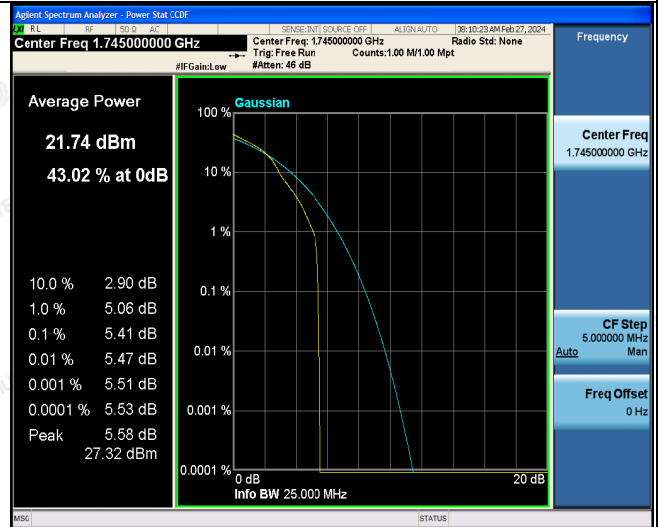 Agilent Spectrum Analyzer - Power Stat CCDF
LXI RL RF 50 Ω AC SENSE:INT SOURCE OFF ALIGN AUTO 08:10:23 AM Feb 27, 2024
Center Freq 1.745000000 GHz
Center Freq: 1.745000000 GHz Radio Std: None
Trig: Free Run Counts:1.00 M/1.00 Mpt
#IFGain:Low #Atten: 46 dB
Frequency
Average Power
21.74 dBm
43.02 % at 0dB
10.0 % 2.90 dB
1.0 % 5.06 dB
0.1 % 5.41 dB
0.01 % 5.47 dB
0.001 % 5.51 dB
0.0001 % 5.53 dB
Peak 5.58 dB
27.32 dBm
Gaussian
100 %
10 %
1 %
0.1 %
0.01 %
0.001 %
0.0001 %
0 dB 20 dB
Info BW 25.000 MHz
Center Freq
1.745000000 GHz
CF Step
5.000000 MHz
Auto Man
Freq Offset
0 Hz
MSG STATUS